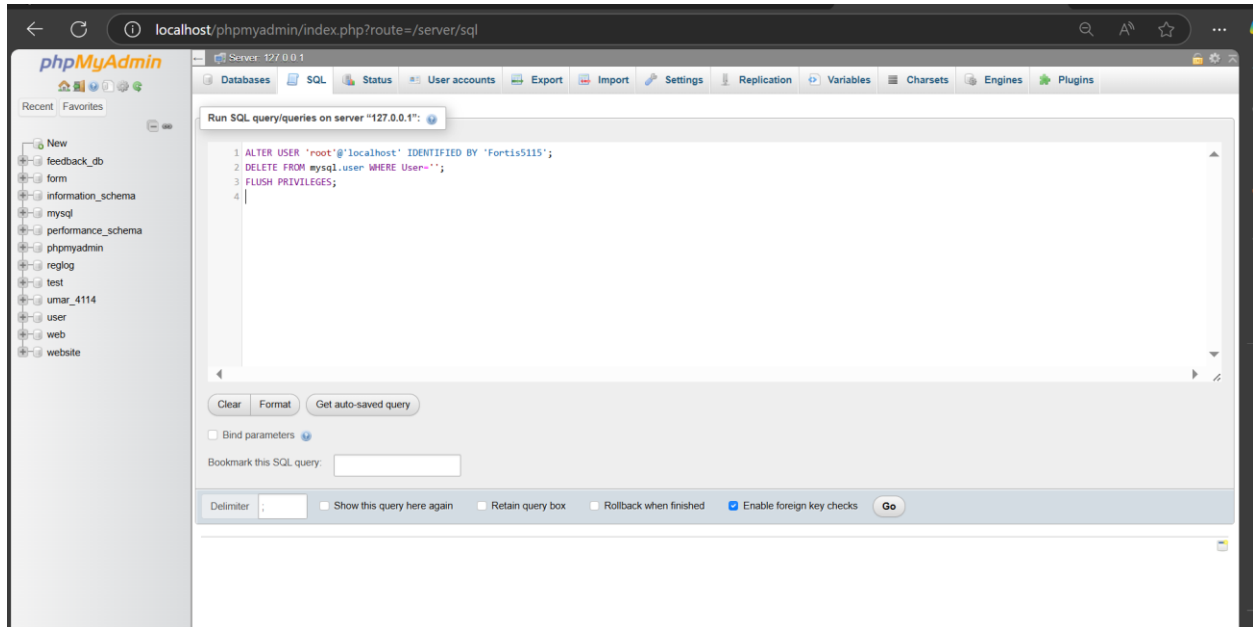 localhost/phpmyadmin/index.php?route=/server/sql
phpMyAdmin
Recent Favorites
New
feedback_db
form
information_schema
mysql
performance_schema
phpmyadmin
reglog
test
umar_4114
user
web
website
Server: 127.0.0.1
Databases SQL Status User accounts Export Import Settings Replication Variables Charsets Engines Plugins
Run SQL query/queries on server “127.0.0.1”:
1 ALTER USER 'root'@'localhost' IDENTIFIED BY 'Fortis5115';
2 DELETE FROM mysql.user WHERE User='';
3 FLUSH PRIVILEGES;
4
Clear Format Get auto-saved query
Bind parameters
Bookmark this SQL query:
Delimiter ; Show this query here again Retain query box Rollback when finished Enable foreign key checks Go